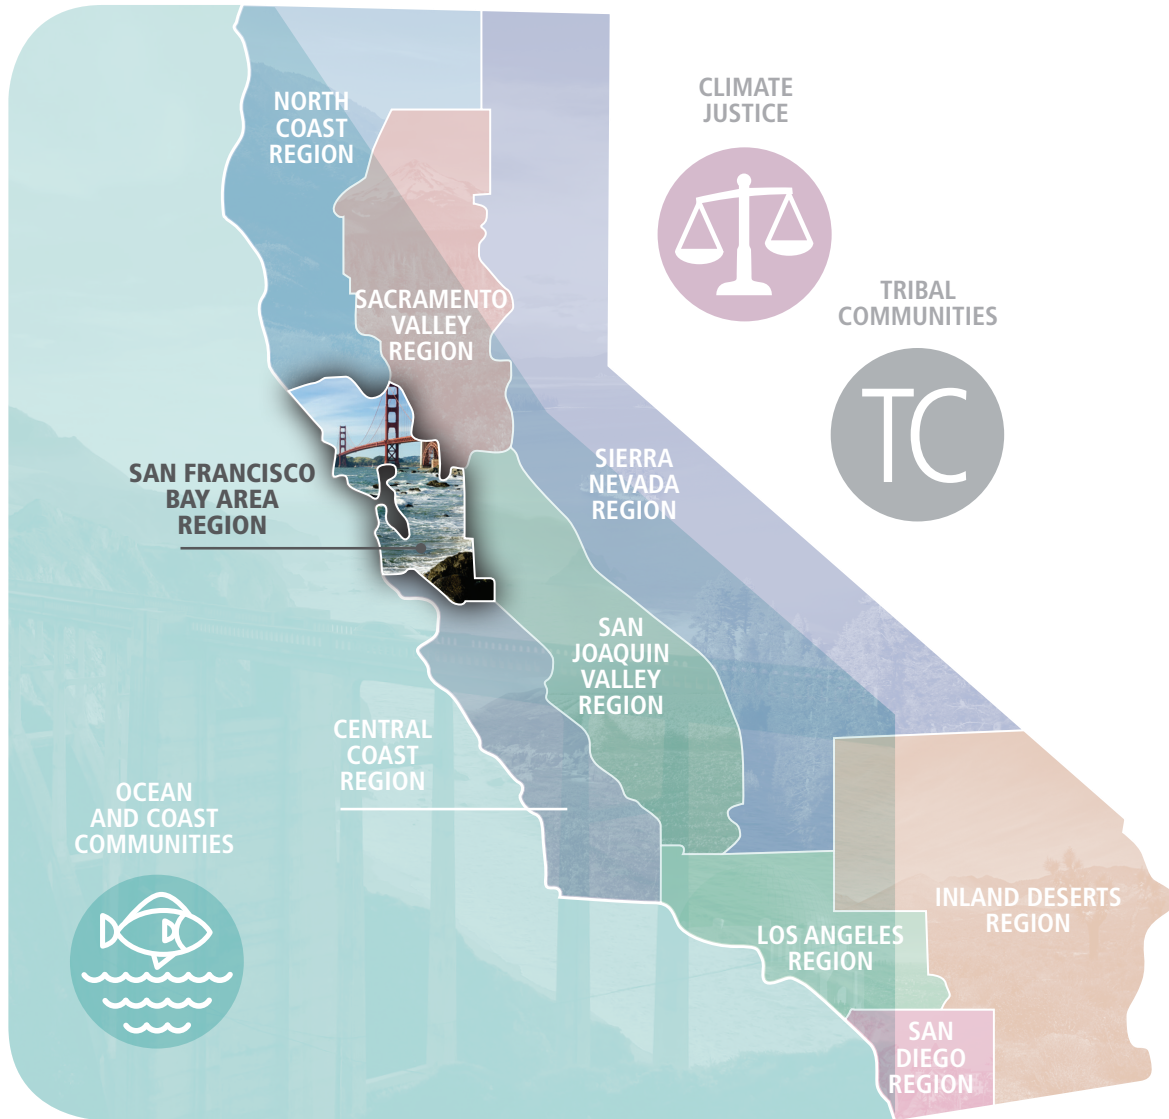 NORTH
COAST
REGION
CLIMATE
JUSTICE
SACRAMENTO
VALLEY
REGION
TRIBAL
COMMUNITIES
TC
SAN FRANCISCO
BAY AREA
REGION
SIERRA
NEVADA
REGION
SAN
JOAQUIN
VALLEY
REGION
CENTRAL
COAST
REGION
OCEAN
AND COAST
COMMUNITIES
INLAND DESERTS
REGION
LOS ANGELES
REGION
SAN
DIEGO
REGION